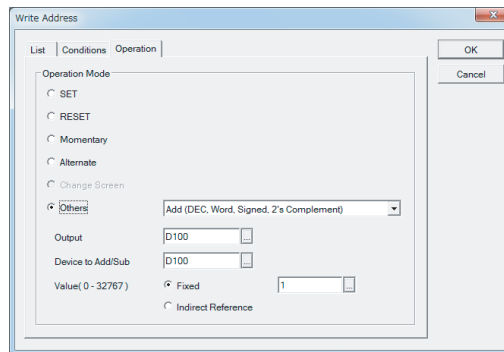 Write Address
List Conditions Operation
OK
Cancel
Operation Mode
SET
RESET
Momentary
Alternate
Change Screen
Others Add (DEC, Word, Signed, 2's Complement)
Output D100 ...
Device to Add/Sub D100 ...
Value( 0 - 32767 ) Fixed 1 ...
Indirect Reference